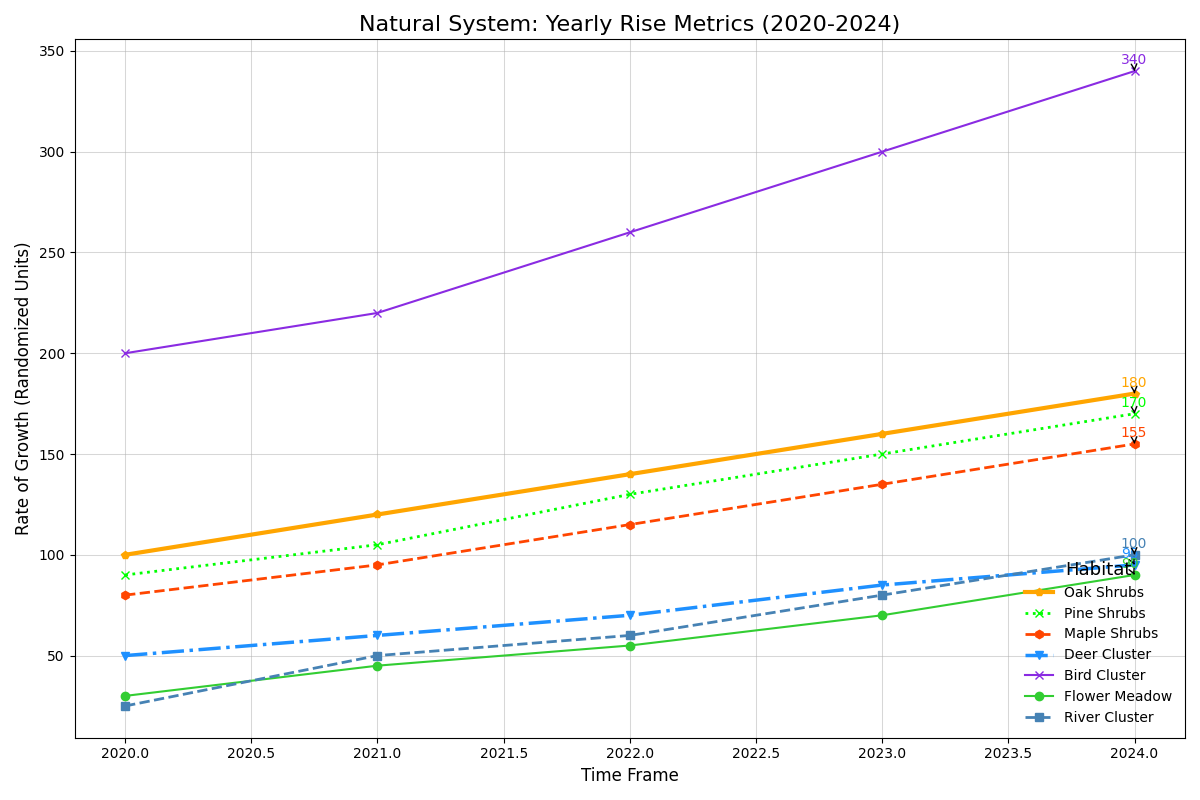 Natural System: Yearly Rise Metrics (2020-2024)
Rate of Growth (Randomized Units)
350
300
250
200
150
100
50
340
180
170
155
100
Habitat
Oak Shrubs
Pine Shrubs
Maple Shrubs
Deer Cluster
Bird Cluster
Flower Meadow
River Cluster
2020.0 2020.5 2021.0 2021.5 2022.0 2022.5 2023.0 2023.5 2024.0
Time Frame